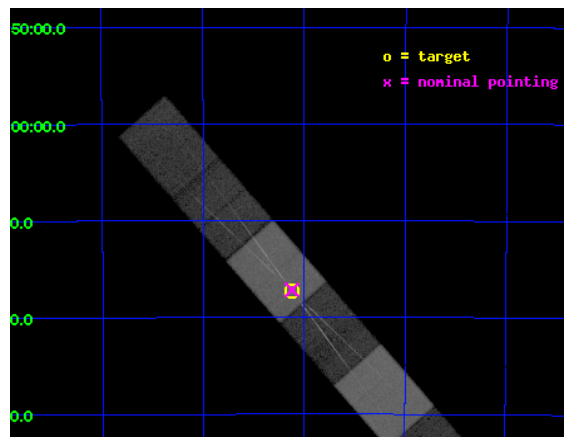 50:00.0
o = target
x = nominal pointing
00:00.0
0.0
0.0
0.0